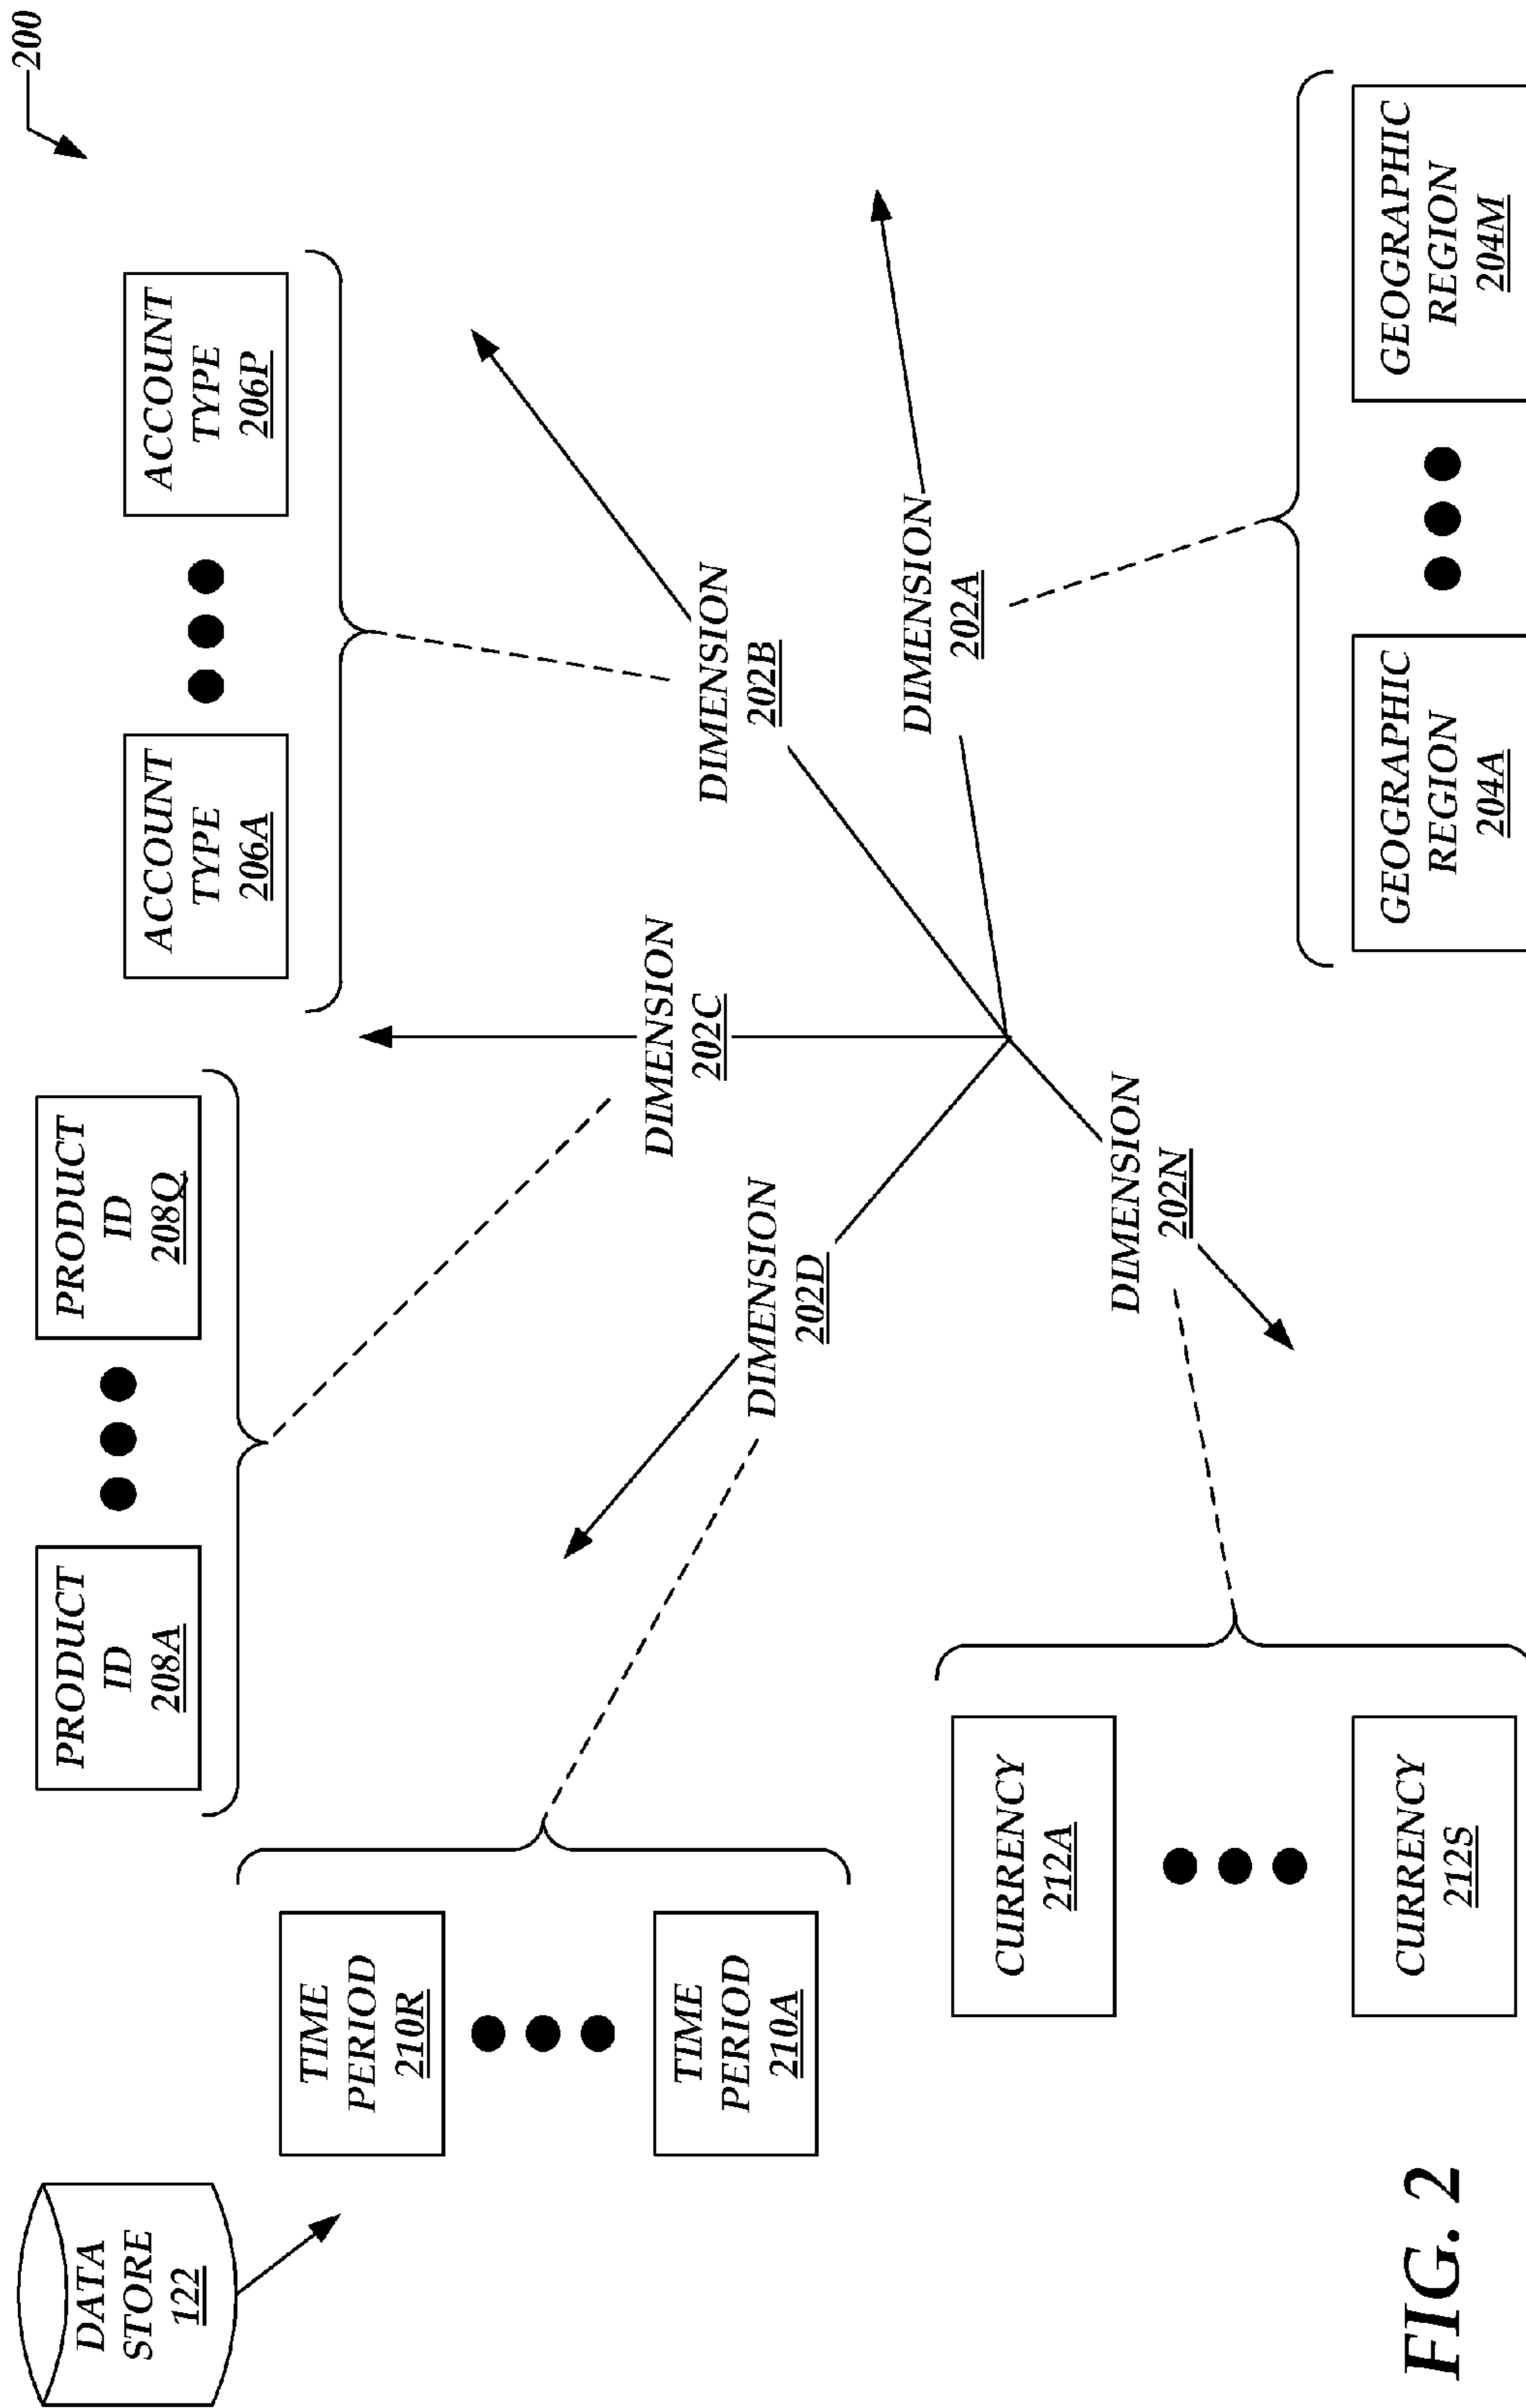 200
DATA
STORE
122
PRODUCT
ID
208A
PRODUCT
ID
208Q
ACCOUNT
TYPE
206A
ACCOUNT
TYPE
206P
TIME
PERIOD
210R
TIME
PERIOD
210A
DIMENSION
202D
DIMENSION
202C
DIMENSION
202B
DIMENSION
202A
DIMENSION
202N
CURRENCY
212A
CURRENCY
212S
GEOGRAPHIC
REGION
204A
GEOGRAPHIC
REGION
204M
FIG. 2